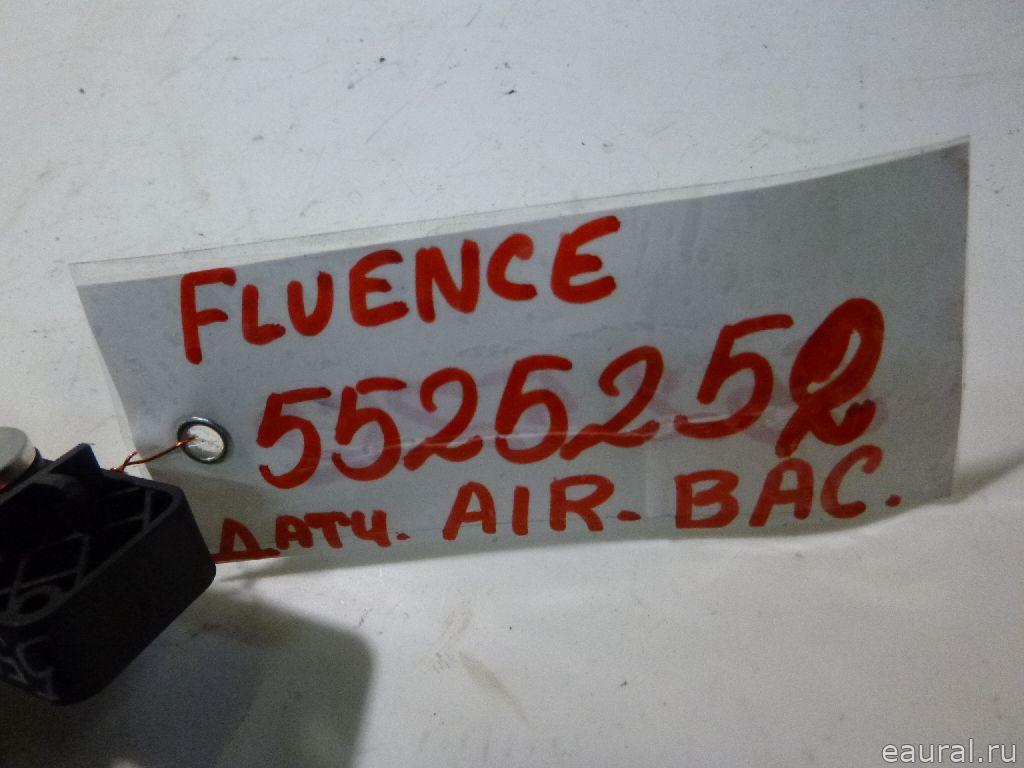 FLUENCE
5525252
ДАТЧ. AIR-BAC.
eaural.ru